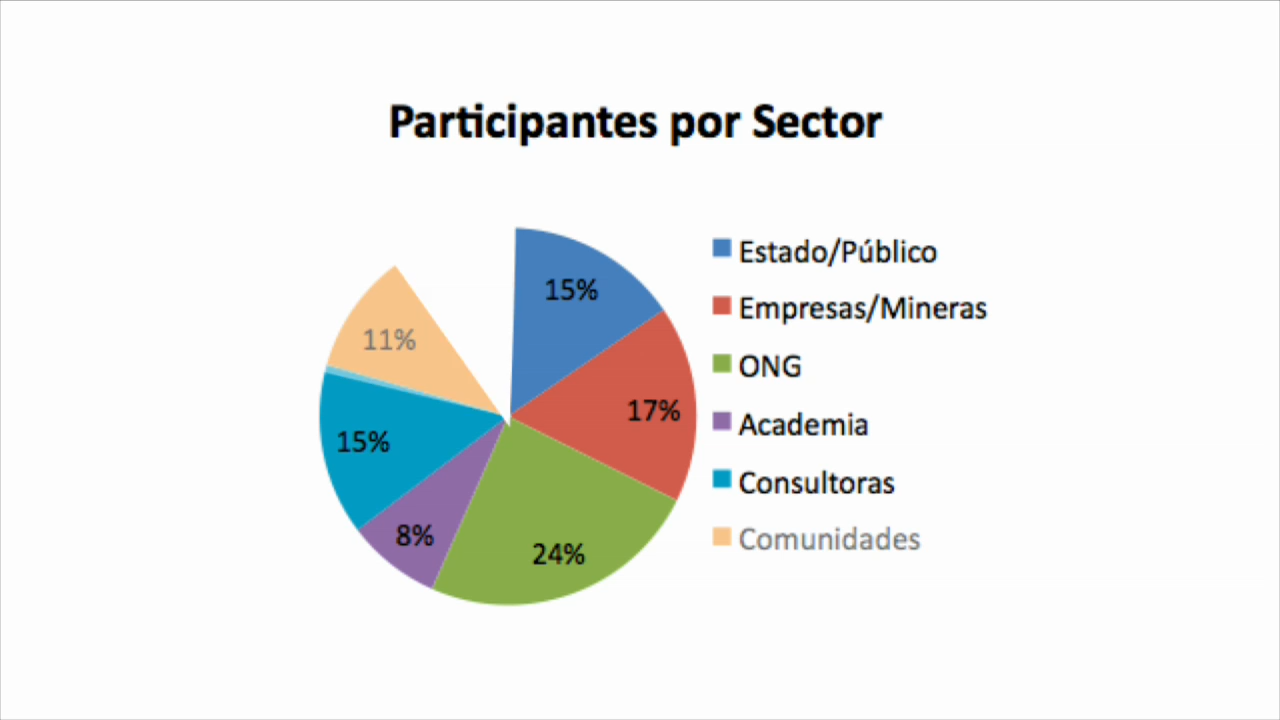 Participantes por Sector
15%
17%
24%
8%
15%
11%
Estado/Público
Empresas/Mineras
ONG
Academia
Consultoras
Comunidades